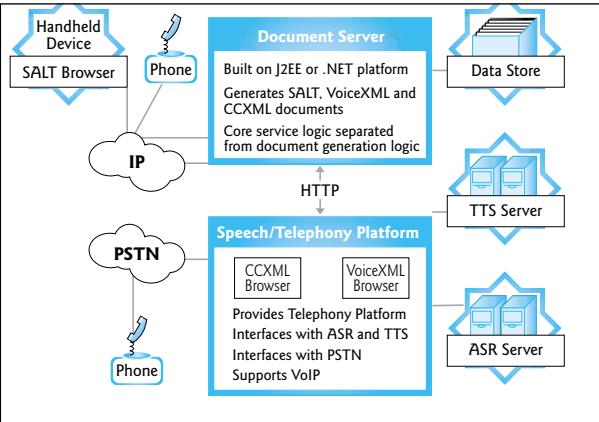 Handheld
Device
SALT Browser
Phone
IP
Document Server
Built on J2EE or .NET platform
Generates SALT, VoiceXML and
CCXML documents
Core service logic separated
from document generation logic
Data Store
HTTP
TTS Server
PSTN
Phone
Speech/Telephony Platform
CCXML
Browser
VoiceXML
Browser
Provides Telephony Platform
Interfaces with ASR and TTS
Interfaces with PSTN
Supports VoIP
ASR Server